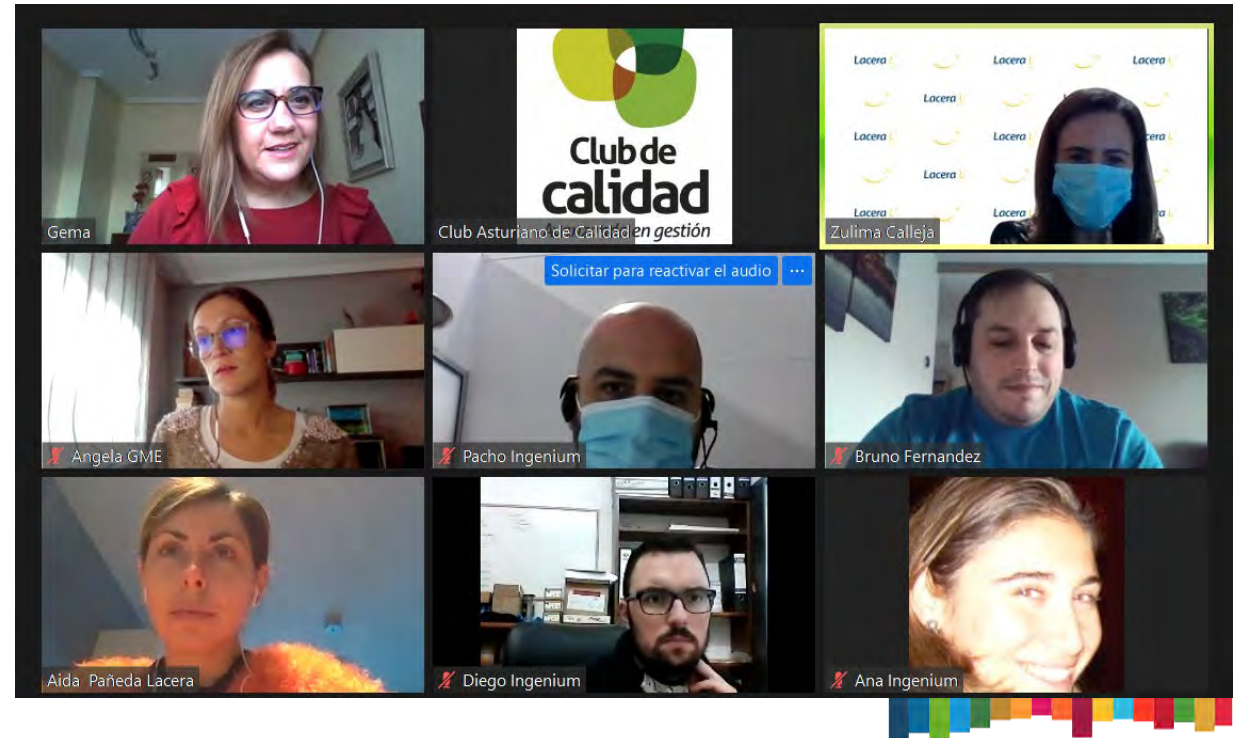 Gema
Club de
calidad
en gestión
Club Asturiano de Calidad
Lacera Lacera Lacera
Lacera
Lacera Lacera
Lacera
Lacera Lacera
Zulima Calleja
Angela GME
Solicitar para reactivar el audio ...
Pacho Ingenium
Bruno Fernandez
Aida Pañeda Lacera
Diego Ingenium
Ana Ingenium